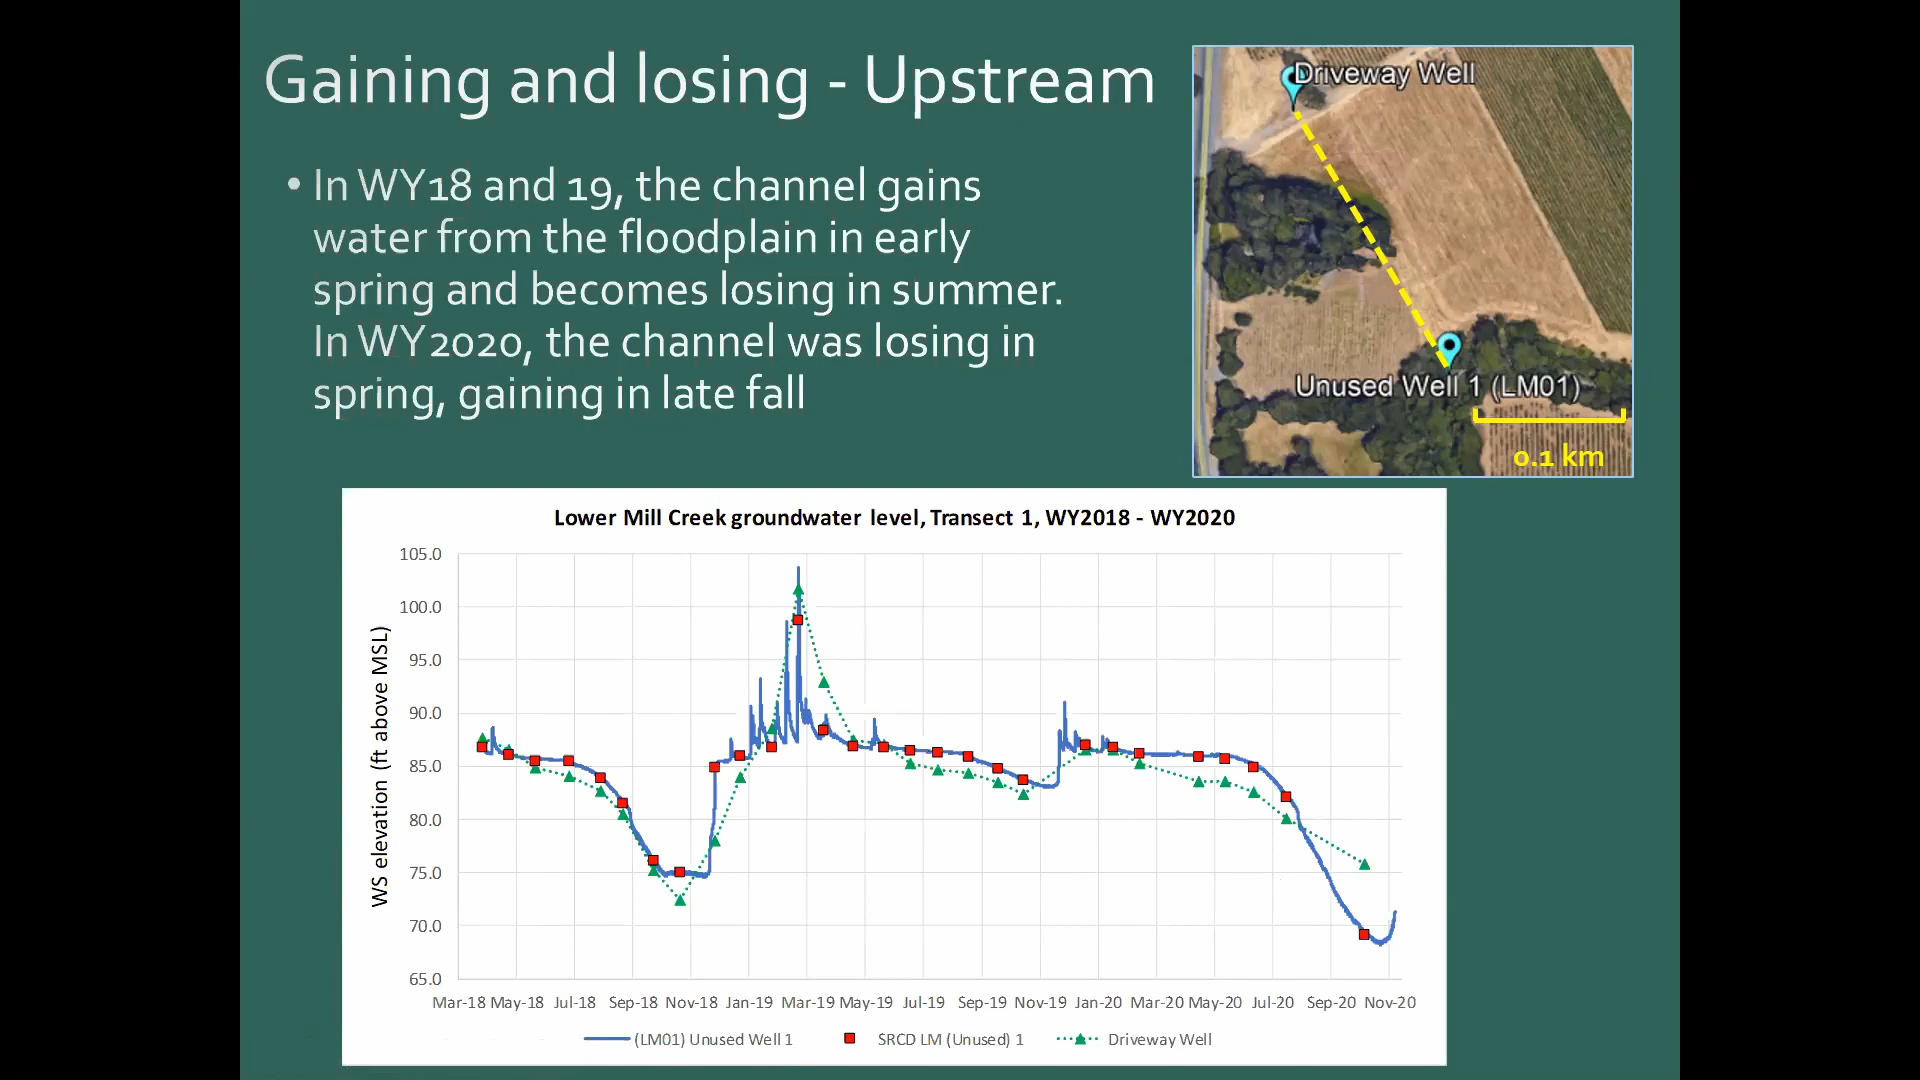 Gaining and losing - Upstream
• In WY18 and 19, the channel gains
water from the floodplain in early
spring and becomes losing in summer.
In WY2020, the channel was losing in
spring, gaining in late fall
Driveway Well
Unused Well 1 (LM01)
0.1 km
Lower Mill Creek groundwater level, Transect 1, WY2018 - WY2020
WS elevation (ft above MSL)
105.0
100.0
95.0
90.0
85.0
80.0
75.0
70.0
65.0
Mar-18 May-18 Jul-18 Sep-18 Nov-18 Jan-19 Mar-19 May-19 Jul-19 Sep-19 Nov-19 Jan-20 Mar-20 May-20 Jul-20 Sep-20 Nov-20
(LM01) Unused Well 1 SRCD LM (Unused) 1 Driveway Well